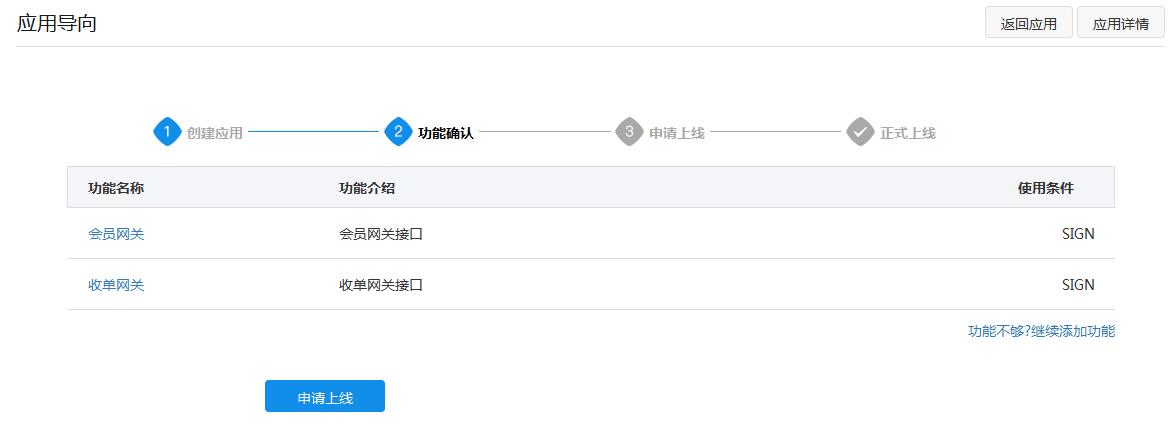 应用导向 返回应用 应用详情
1 创建应用 2 功能确认 3 申请上线 正式上线
功能名称 功能介绍 使用条件
会员网关 会员网关接口 SIGN
收单网关 收单网关接口 SIGN
功能不够?继续添加功能
申请上线